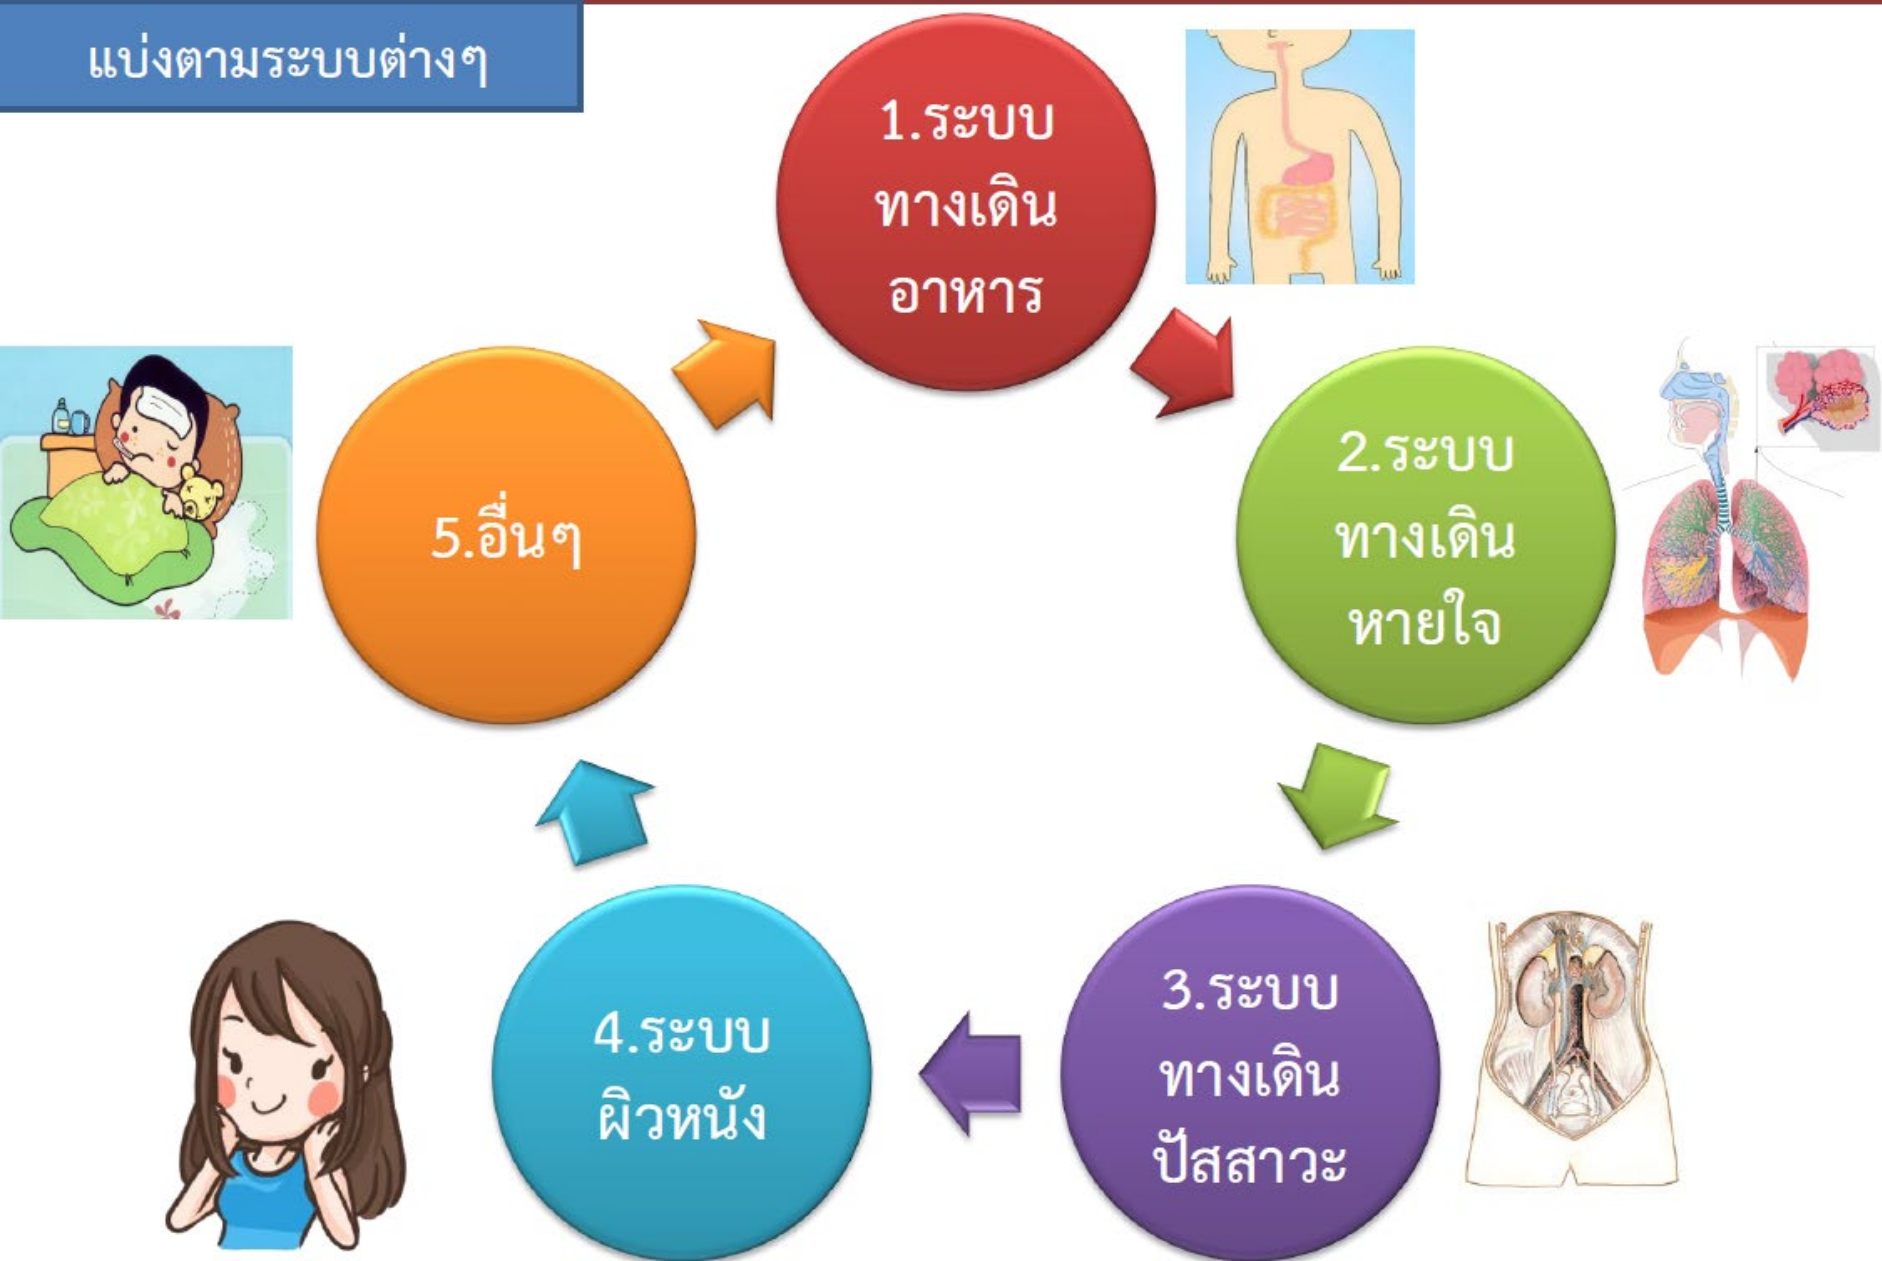 แบ่งตามระบบต่างๆ
1.ระบบ
ทางเดิน
อาหาร
2.ระบบ
ทางเดิน
หายใจ
3.ระบบ
ทางเดิน
ปัสสาวะ
4.ระบบ
ผิวหนัง
5.อื่นๆ